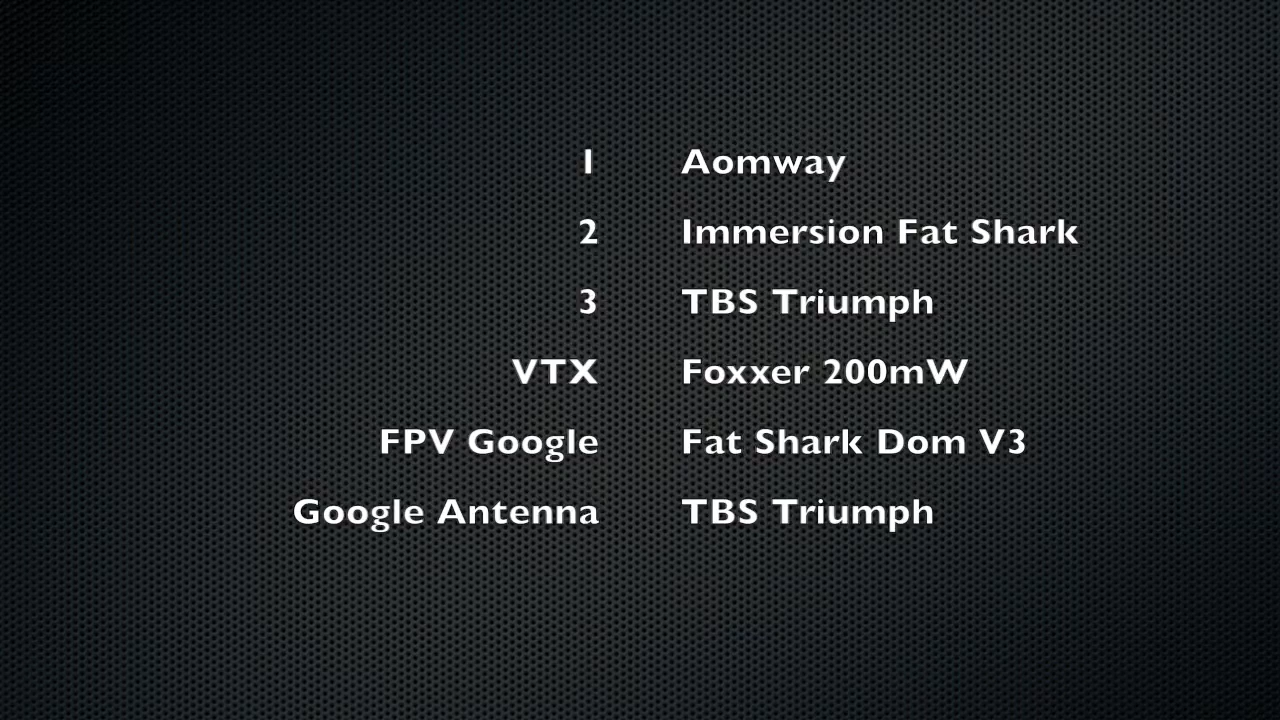 1 Aomway
2 Immersion Fat Shark
3 TBS Triumph
VTX Foxxer 200mW
FPV Google Fat Shark Dom V3
Google Antenna TBS Triumph